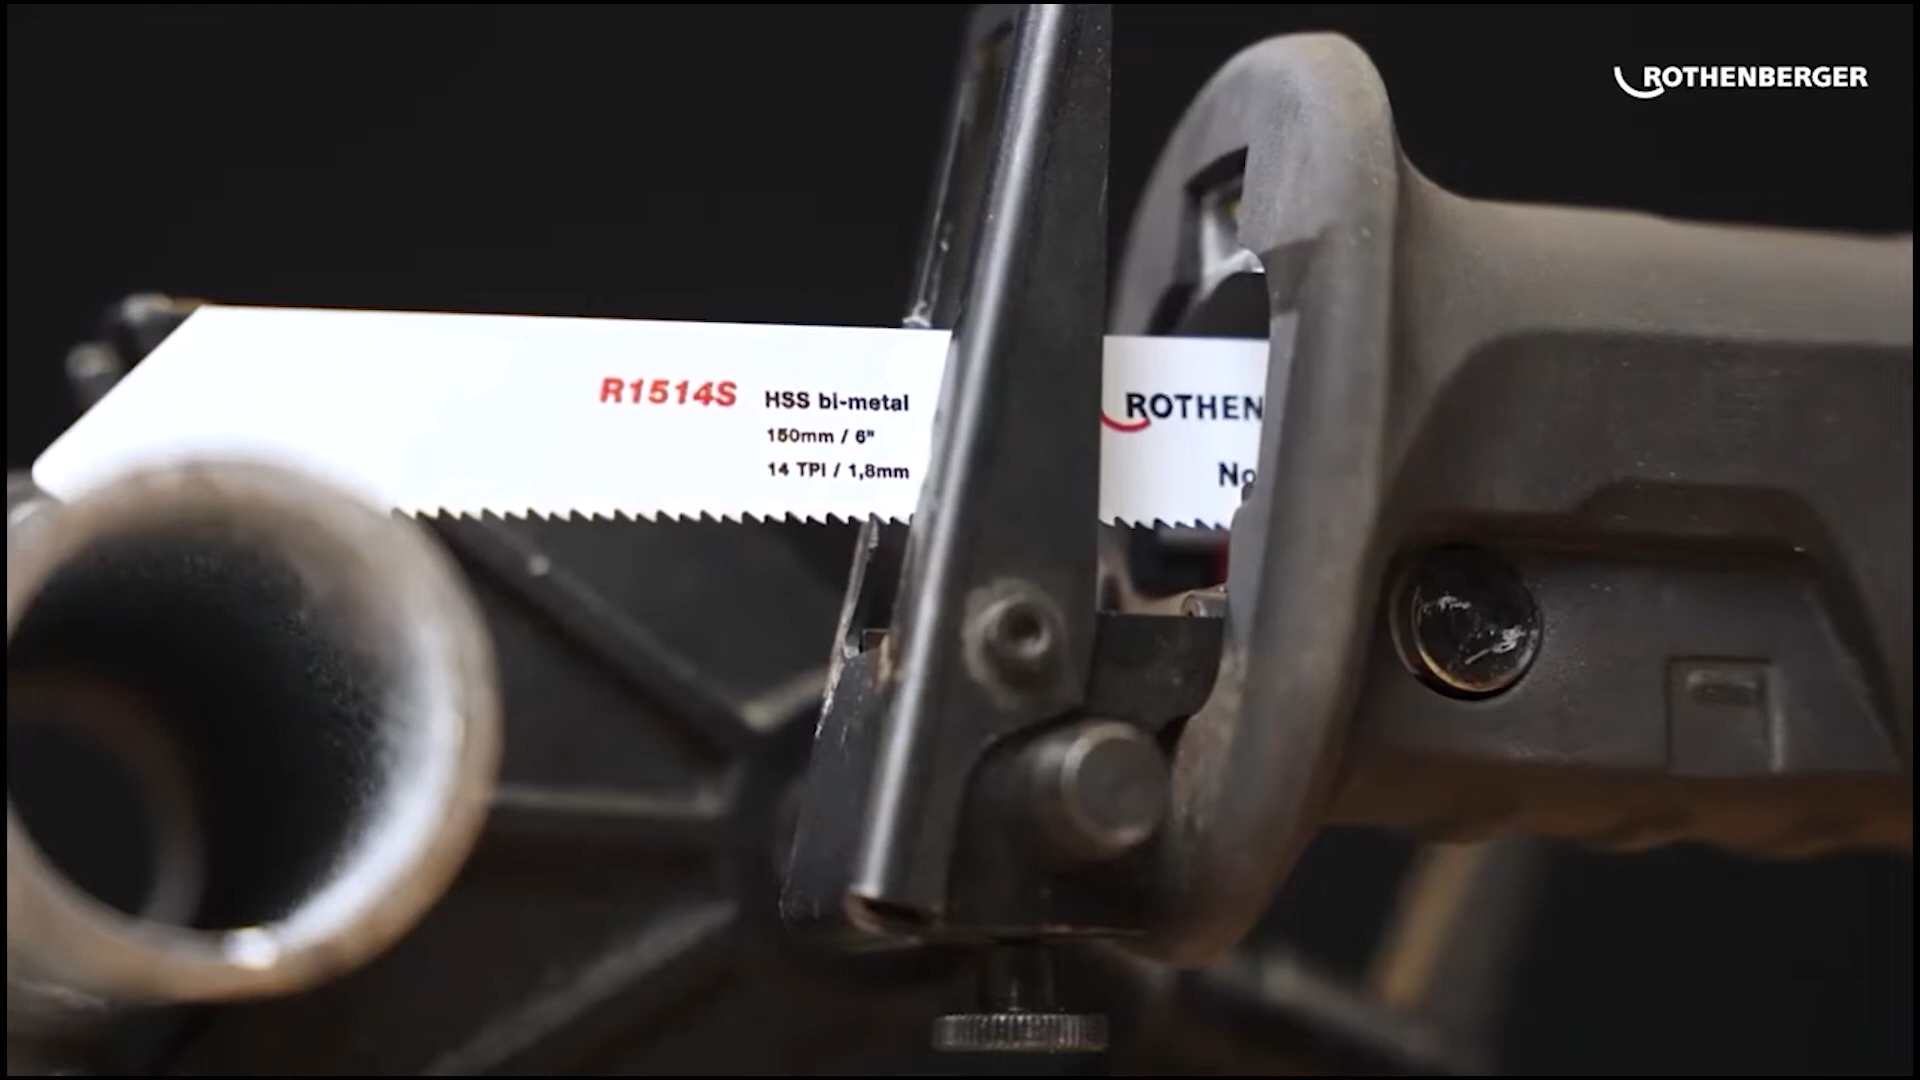 ROTHENBERGER
R1514S HSS bi-metal
150mm / 6"
14 TPI / 1,8mm
ROTHEN
No